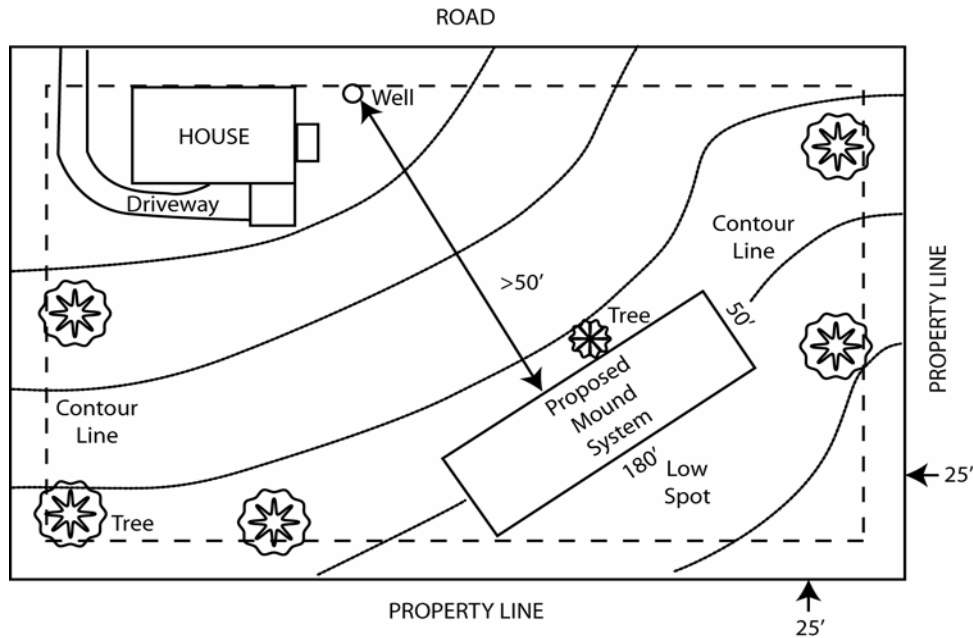 ROAD
Well
HOUSE
Driveway
Contour
Line
>50’
Tree
50’
Proposed
Mound
System
180’
Low
Spot
Contour
Line
Tree
PROPERTY LINE
25’
PROPERTY LINE
25’